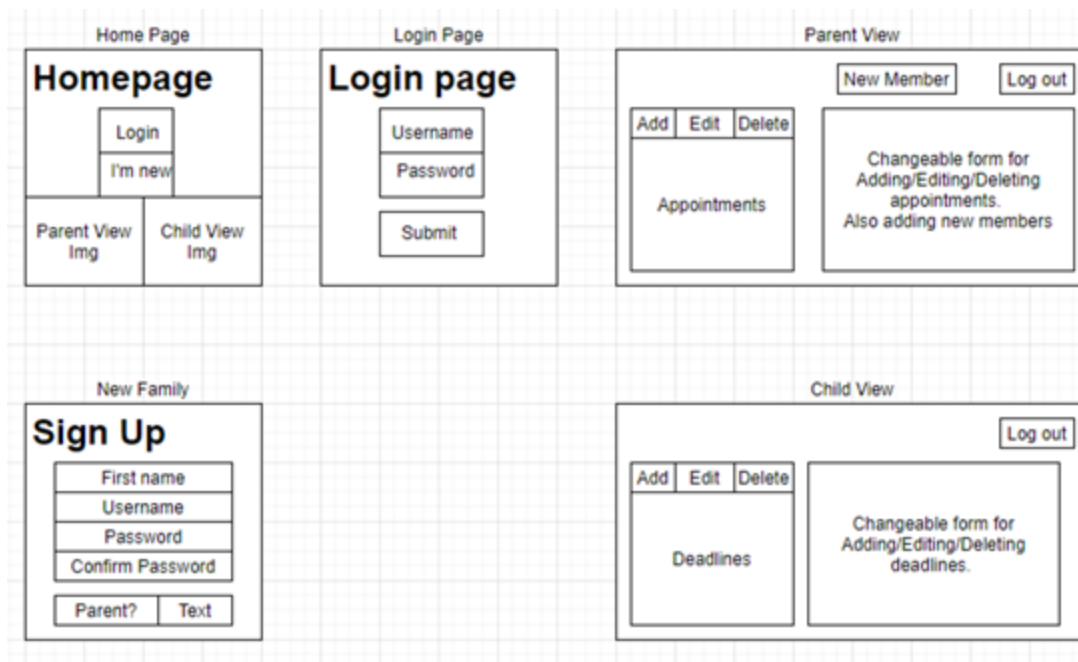 Home Page
Homepage
Login
I'm new
Parent View
Img
Child View
Img
Login Page
Login page
Username
Password
Submit
Parent View
New Member
Log out
Add
Edit
Delete
Appointments
Changeable form for
Adding/Editing/Deleting
appointments.
Also adding new members
New Family
Sign Up
First name
Username
Password
Confirm Password
Parent?
Text
Child View
Log out
Add
Edit
Delete
Deadlines
Changeable form for
Adding/Editing/Deleting
deadlines.